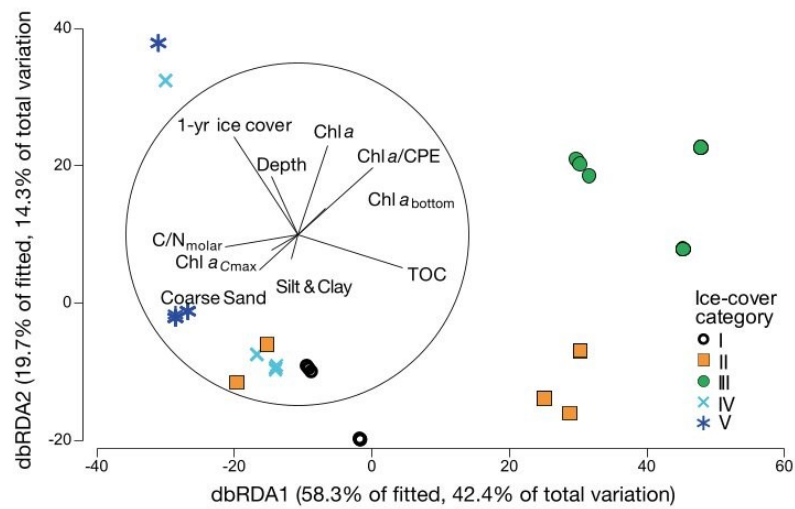 dbRDA2 (19.7% of fitted, 14.3% of total variation)
40
20
0
-20
1-yr ice cover
Chl a
Depth
Chl a/CPE
Chl a bottom
C/Nmolar
Chl a Cmax
TOC
Silt & Clay
Coarse Sand
Ice-cover
category
I
II
III
IV
V
-40
-20
0
20
40
60
dbRDA1 (58.3% of fitted, 42.4% of total variation)